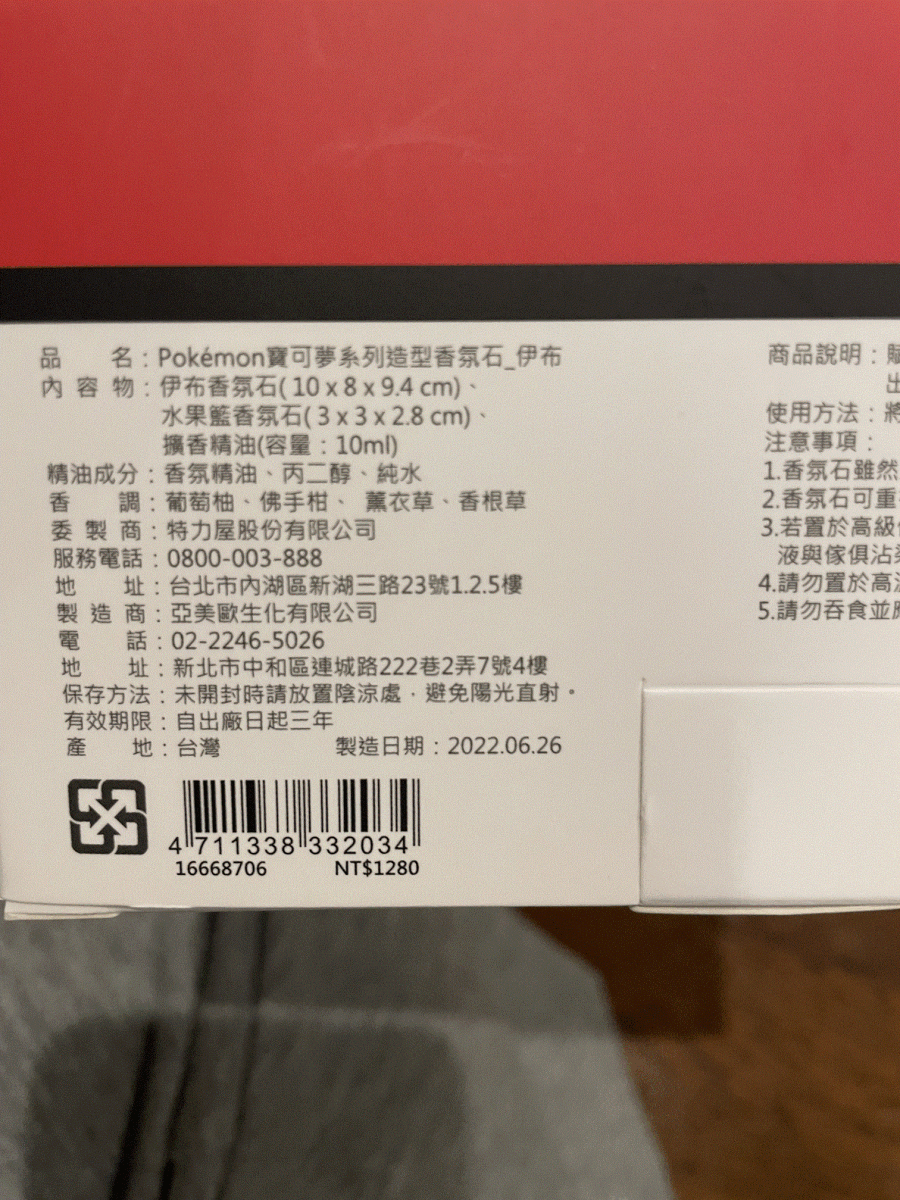 品名：Pokémon寶可夢系列造型香氛石_伊布
內容物：伊布香氛石( 10 x 8 x 9.4 cm)、
水果籃香氛石( 3 x 3 x 2.8 cm)、
擴香精油(容量：10ml)
精油成分：香氛精油、丙二醇、純水
香調：葡萄柚、佛手柑、薰衣草、香根草
委製商：特力屋股份有限公司
服務電話：0800-003-888
地址：台北市內湖區新湖三路23號1.2.5樓
製造商：亞美歐生化有限公司
電話：02-2246-5026
地址：新北市中和區連城路222巷2弄7號4樓
保存方法：未開封時請放置陰涼處，避免陽光直射。
有效期限：自出廠日起三年
產地：台灣 製造日期：2022.06.26
4 711338 332034
16668706 NT$1280
商品說明：賦
出
使用方法：將
注意事項：
1.香氛石雖然
2.香氛石可重
3.若置於高級
液與傢俱沾
4.請勿置於高
5.請勿吞食並